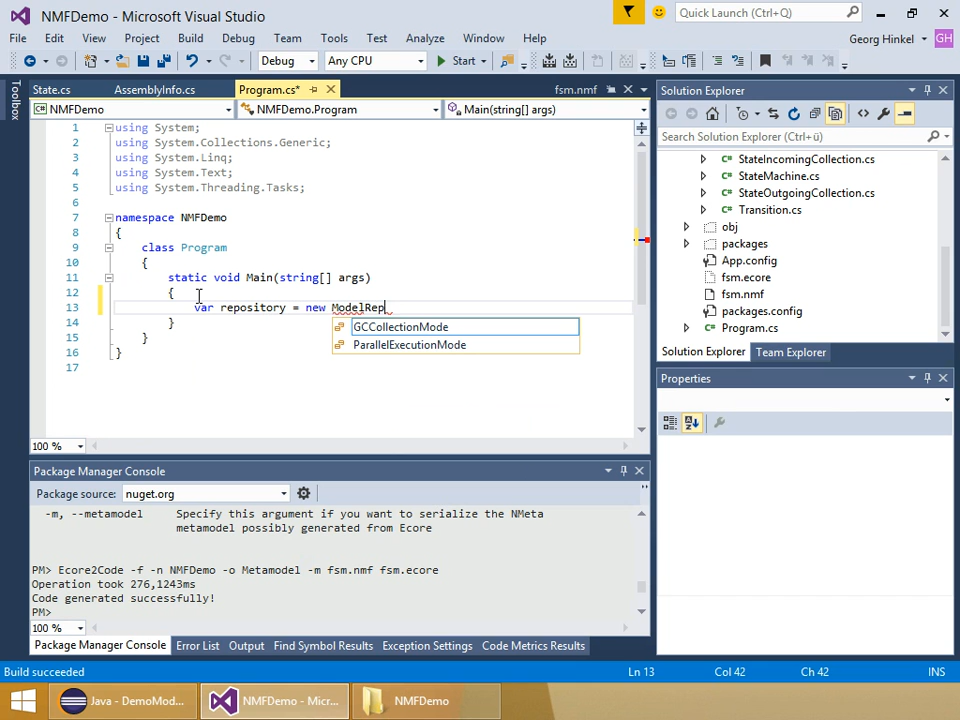 NMFDemo - Microsoft Visual Studio
Quick Launch (Ctrl+Q)
File Edit View Project Build Debug Team Tools Test Analyze Window Help
Georg Hinkel GH
Debug Any CPU Start
Toolbox
State.cs AssemblyInfo.cs Program.cs* fsm.nmf
NMFDemo NMFDemo.Program Main(string[] args)
1 using System;
2 using System.Collections.Generic;
3 using System.Linq;
4 using System.Text;
5 using System.Threading.Tasks;
6
7 namespace NMFDemo
8 {
9 class Program
10 {
11 static void Main(string[] args)
12 {
13 var repository = new ModelRep
14 }
15 }
16 }
17
GCCollectionMode
ParallelExecutionMode
100 %
Solution Explorer
Search Solution Explorer (Ctrl+ü)
C# StateIncomingCollection.cs
C# StateMachine.cs
C# StateOutgoingCollection.cs
C# Transition.cs
obj
packages
App.config
fsm.ecore
fsm.nmf
packages.config
C# Program.cs
Solution Explorer Team Explorer
Properties
Package Manager Console
Package source: nuget.org
-m, --metamodel Specify this argument if you want to serialize the NMeta
metamodel possibly generated from Ecore
PM> Ecore2Code -f -n NMFDemo -o Metamodel -m fsm.nmf fsm.ecore
Operation took 276,1243ms
Code generated successfully!
PM>
100 %
Package Manager Console Error List Output Find Symbol Results Exception Settings Code Metrics Results
Build succeeded Ln 13 Col 42 Ch 42 INS
Java - DemoMod... NMFDemo - Micr... NMFDemo